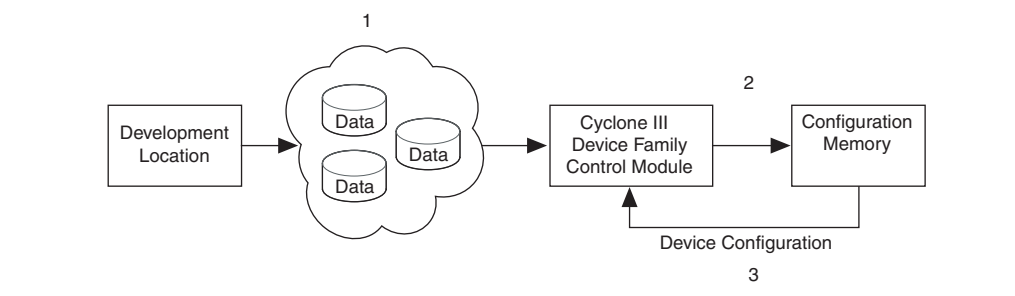 1
2
Development
Location
Data
Data
Data
Cyclone III
Device Family
Control Module
Configuration
Memory
Device Configuration
3